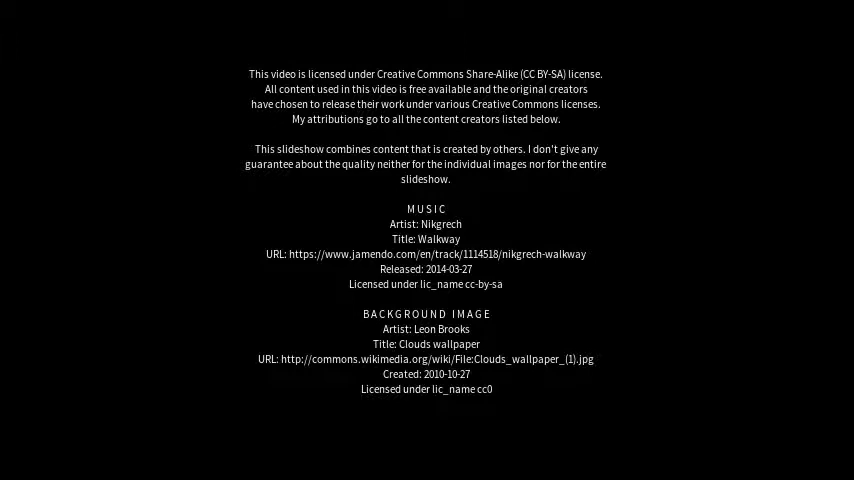 This video is licensed under Creative Commons Share-Alike (CC BY-SA) license.
All content used in this video is free available and the original creators
have chosen to release their work under various Creative Commons licenses.
My attributions go to all the content creators listed below.
This slideshow combines content that is created by others. I don't give any
guarantee about the quality neither for the individual images nor for the entire
slideshow.
MUSIC
Artist: Nikgrech
Title: Walkway
URL: https://www.jamendo.com/en/track/1114518/nikgrech-walkway
Released: 2014-03-27
Licensed under lic_name cc-by-sa
BACKGROUND IMAGE
Artist: Leon Brooks
Title: Clouds wallpaper
URL: http://commons.wikimedia.org/wiki/File:Clouds_wallpaper_(1).jpg
Created: 2010-10-27
Licensed under lic_name cc0